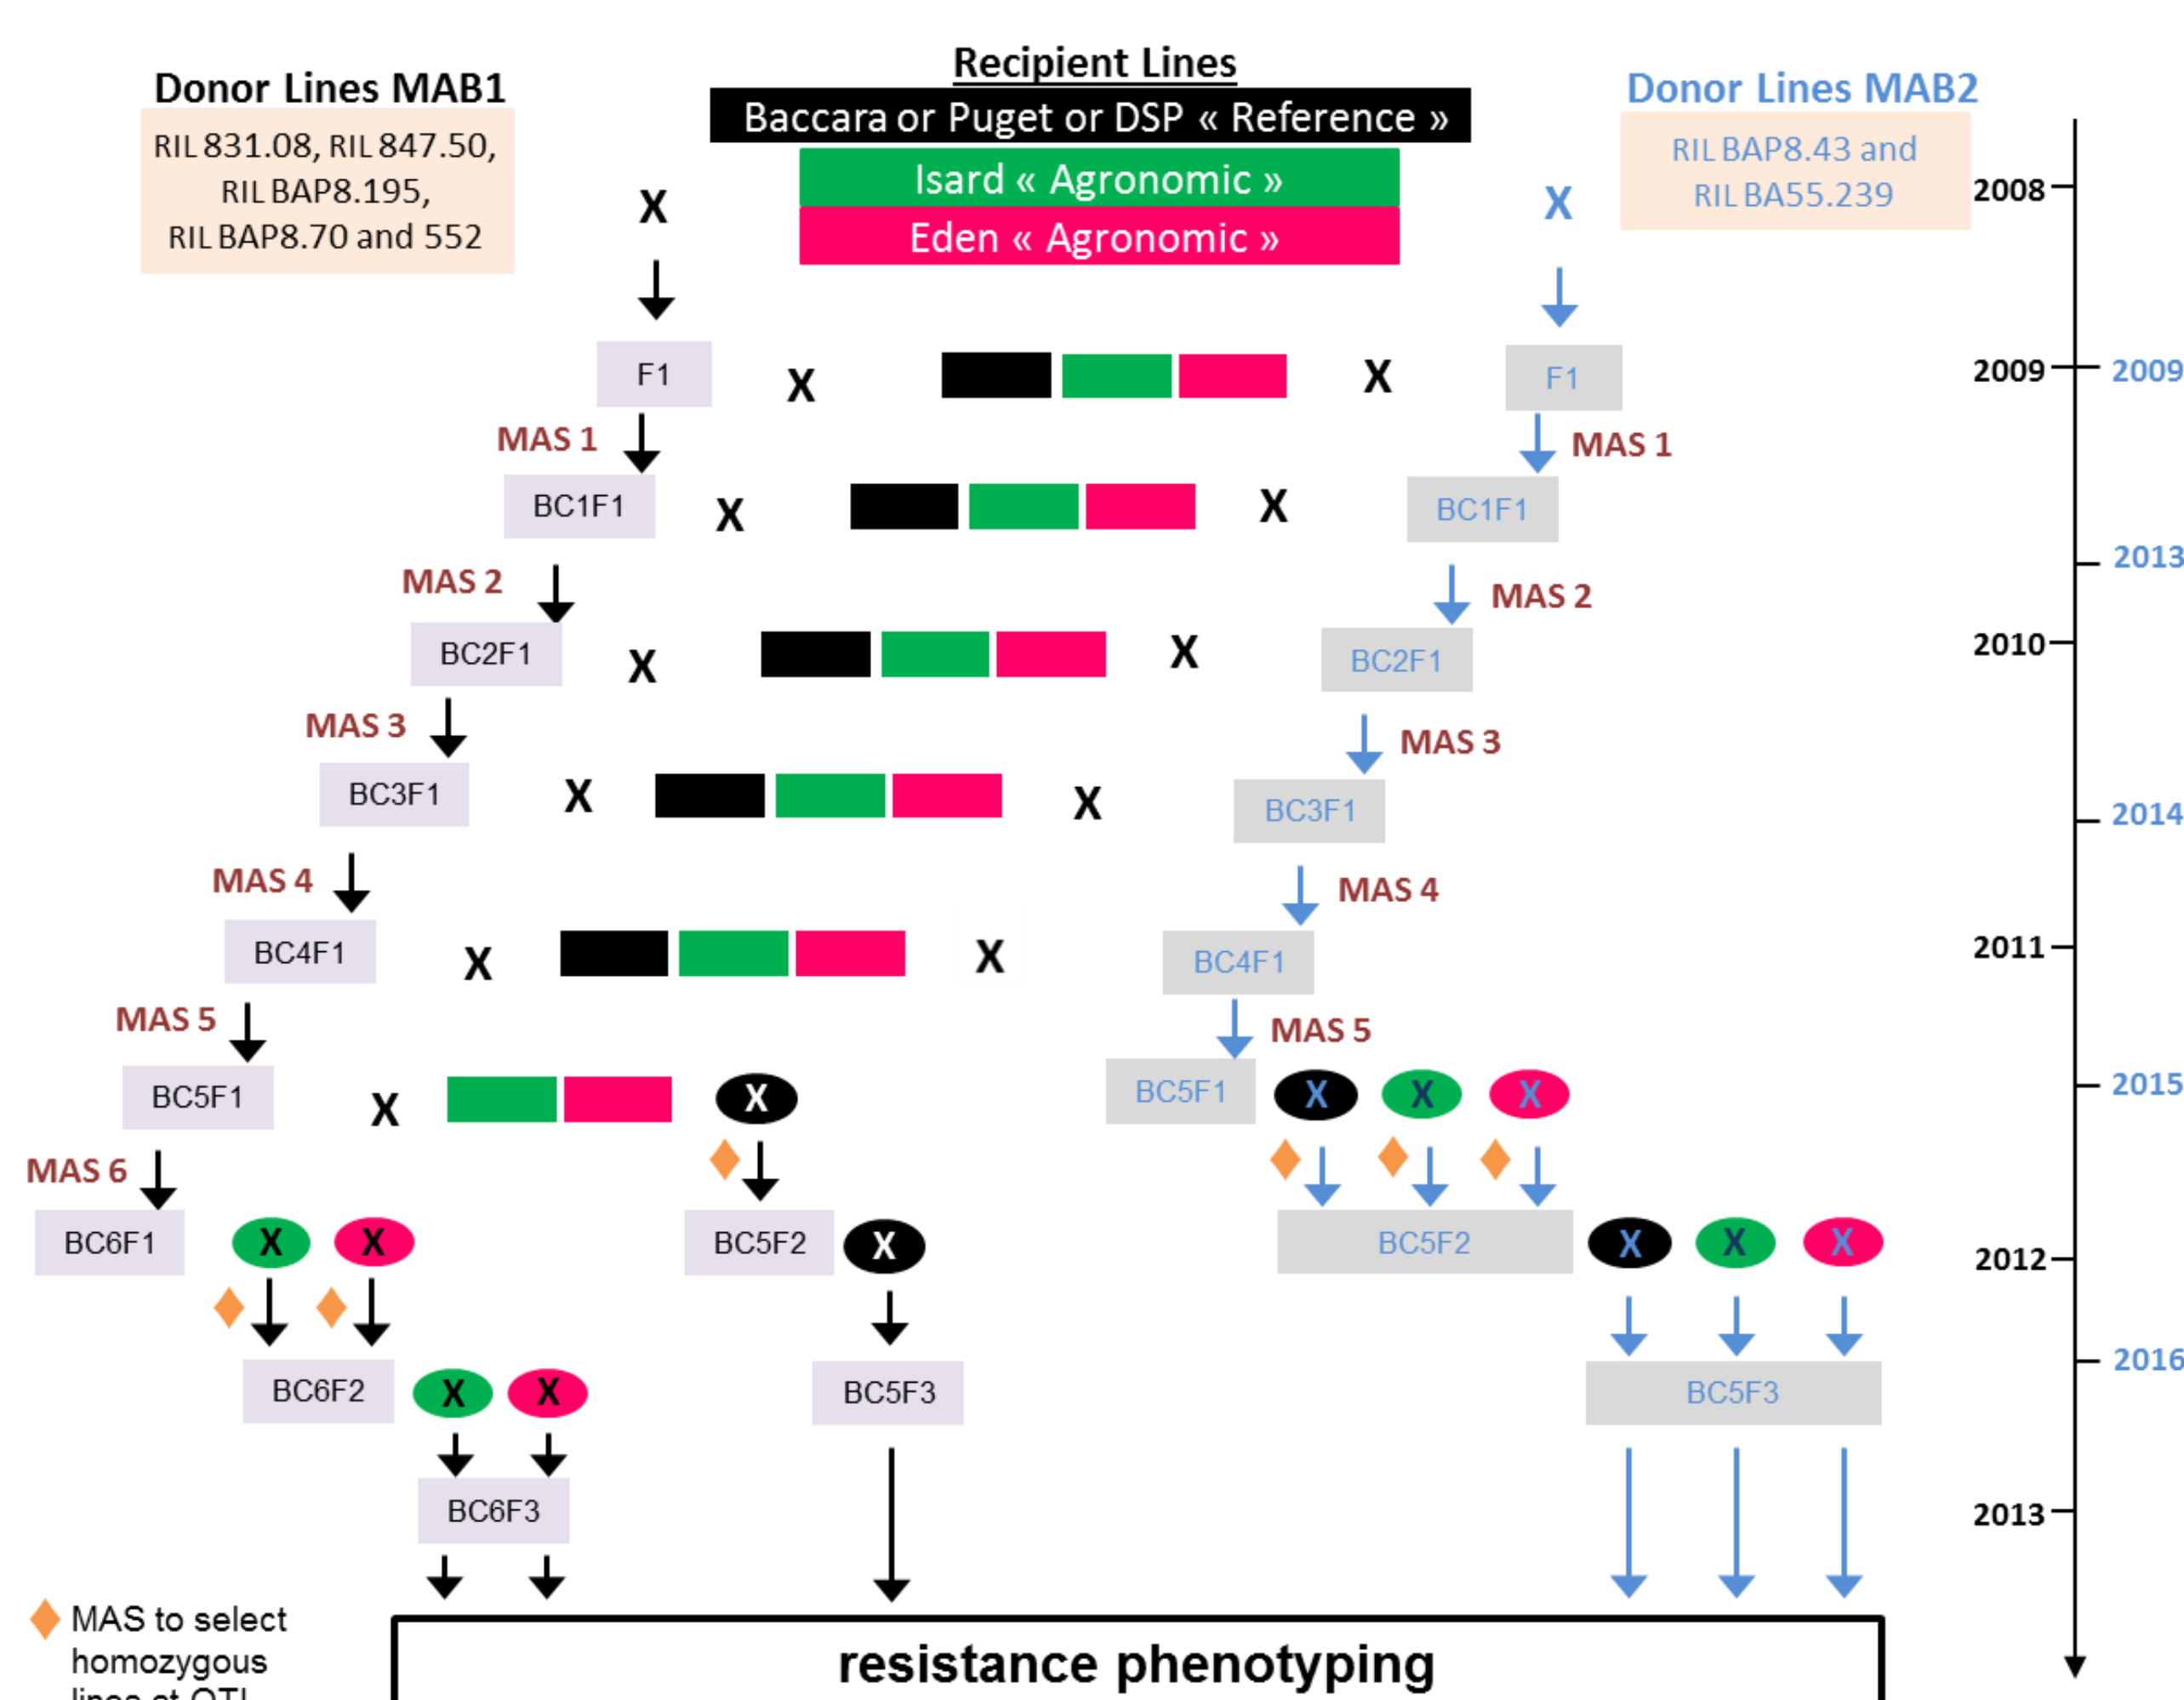 Recipient Lines
Donor Lines MAB1
Donor Lines MAB2
Baccara or Puget or DSP « Reference »
RIL 831.08, RIL 847.50,
RIL BAP8.195,
RIL BAP8.70 and 552
Isard « Agronomic »
Eden « Agronomic »
RIL BAP8.43 and
RIL BA55.239
X
X
2008
F1
X
X
F1
2009
2009
MAS 1
MAS 1
BC1F1
X
X
BC1F1
2013
MAS 2
MAS 2
BC2F1
X
X
BC2F1
2010
MAS 3
MAS 3
BC3F1
X
X
BC3F1
2014
MAS 4
MAS 4
BC4F1
X
X
BC4F1
2011
MAS 5
MAS 5
BC5F1
X
X
BC5F1
X
X
X
2015
MAS 6
BC6F1
X
X
BC5F2
X
BC5F2
X
X
X
2012
BC6F2
X
X
BC5F3
BC5F3
2016
BC6F3
2013
MAS to select
homozygous
lines at QTL
resistance phenotyping